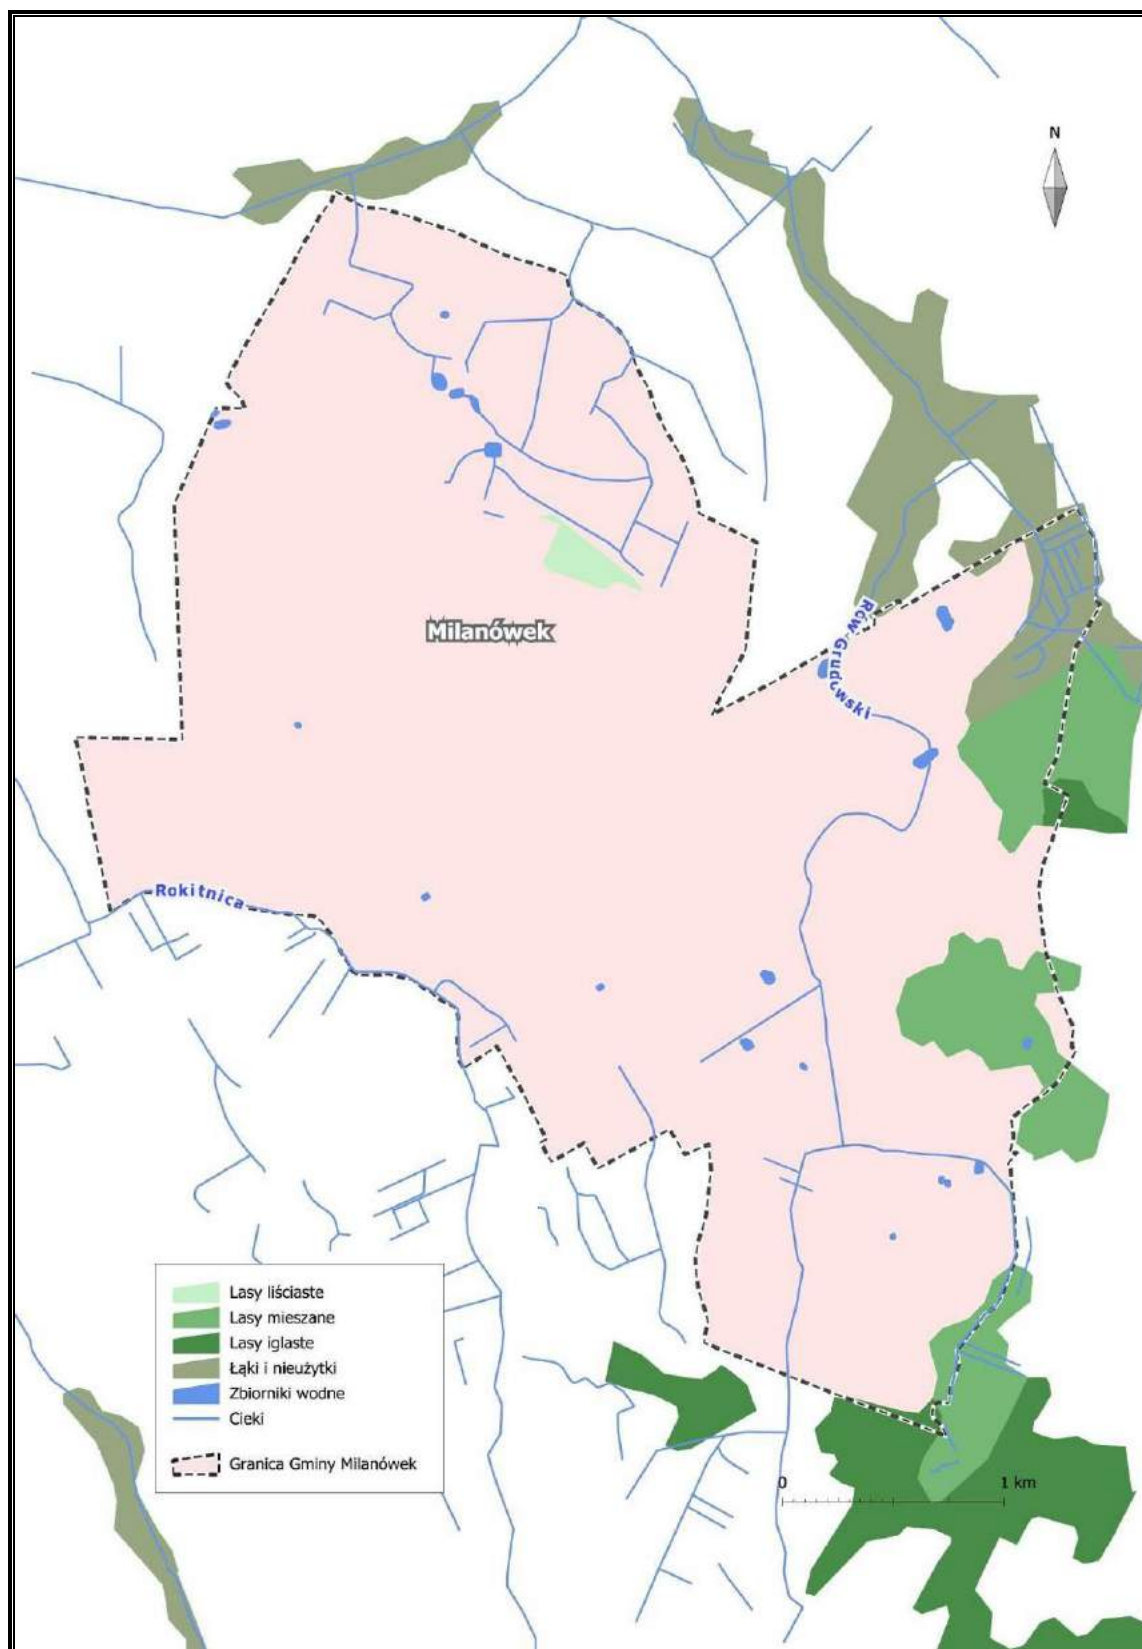 N
Milanówek
Rów Grudowski
Rokitnica
Lasy liściaste
Lasy mieszane
Lasy iglaste
Łąki i nieużytki
Zbiorniki wodne
Cieki
Granica Gminy Milanówek
0 1 km